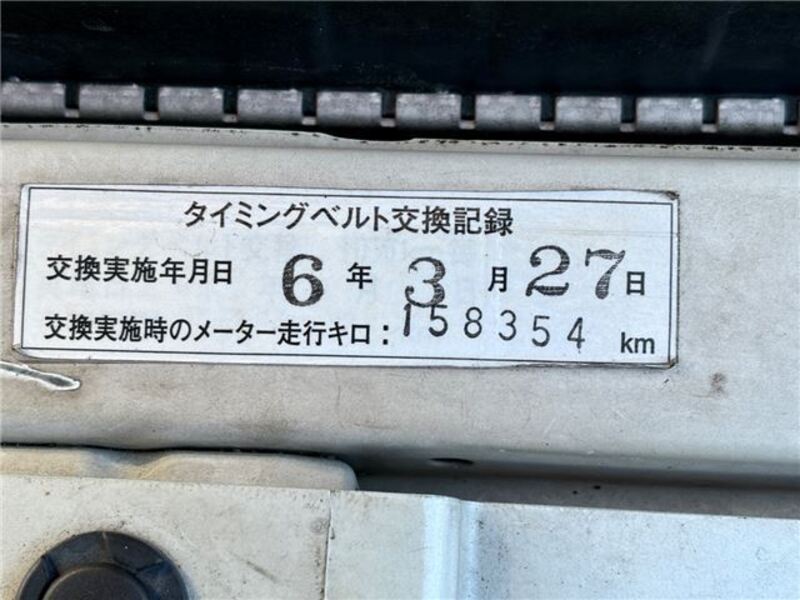 タイミングベルト交換記録
交換実施年月日 6 年 3 月 27 日
交換実施時のメーター走行キロ：158354 km